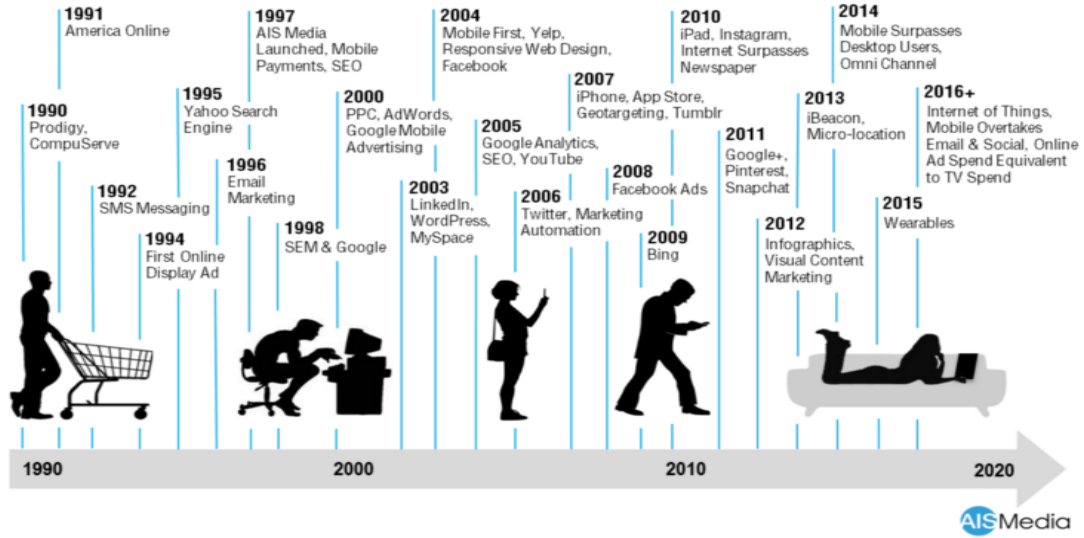 1990
Prodigy,
CompuServe
1991
America Online
1992
SMS Messaging
1994
First Online
Display Ad
1995
Yahoo Search
Engine
1996
Email
Marketing
1997
AIS Media
Launched, Mobile
Payments, SEO
1998
SEM & Google
2000
PPC, AdWords,
Google Mobile
Advertising
2003
LinkedIn,
WordPress,
MySpace
2004
Mobile First, Yelp,
Responsive Web Design,
Facebook
2005
Google Analytics,
SEO, YouTube
2006
Twitter, Marketing
Automation
2007
iPhone, App Store,
Geotargeting, Tumblr
2008
Facebook Ads
2009
Bing
2010
iPad, Instagram,
Internet Surpasses
Newspaper
2011
Google+,
Pinterest,
Snapchat
2012
Infographics,
Visual Content
Marketing
2013
iBeacon,
Micro-location
2014
Mobile Surpasses
Desktop Users,
Omni Channel
2015
Wearables
2016+
Internet of Things,
Mobile Overtakes
Email & Social, Online
Ad Spend Equivalent
to TV Spend
1990 2000 2010 2020
AISMedia